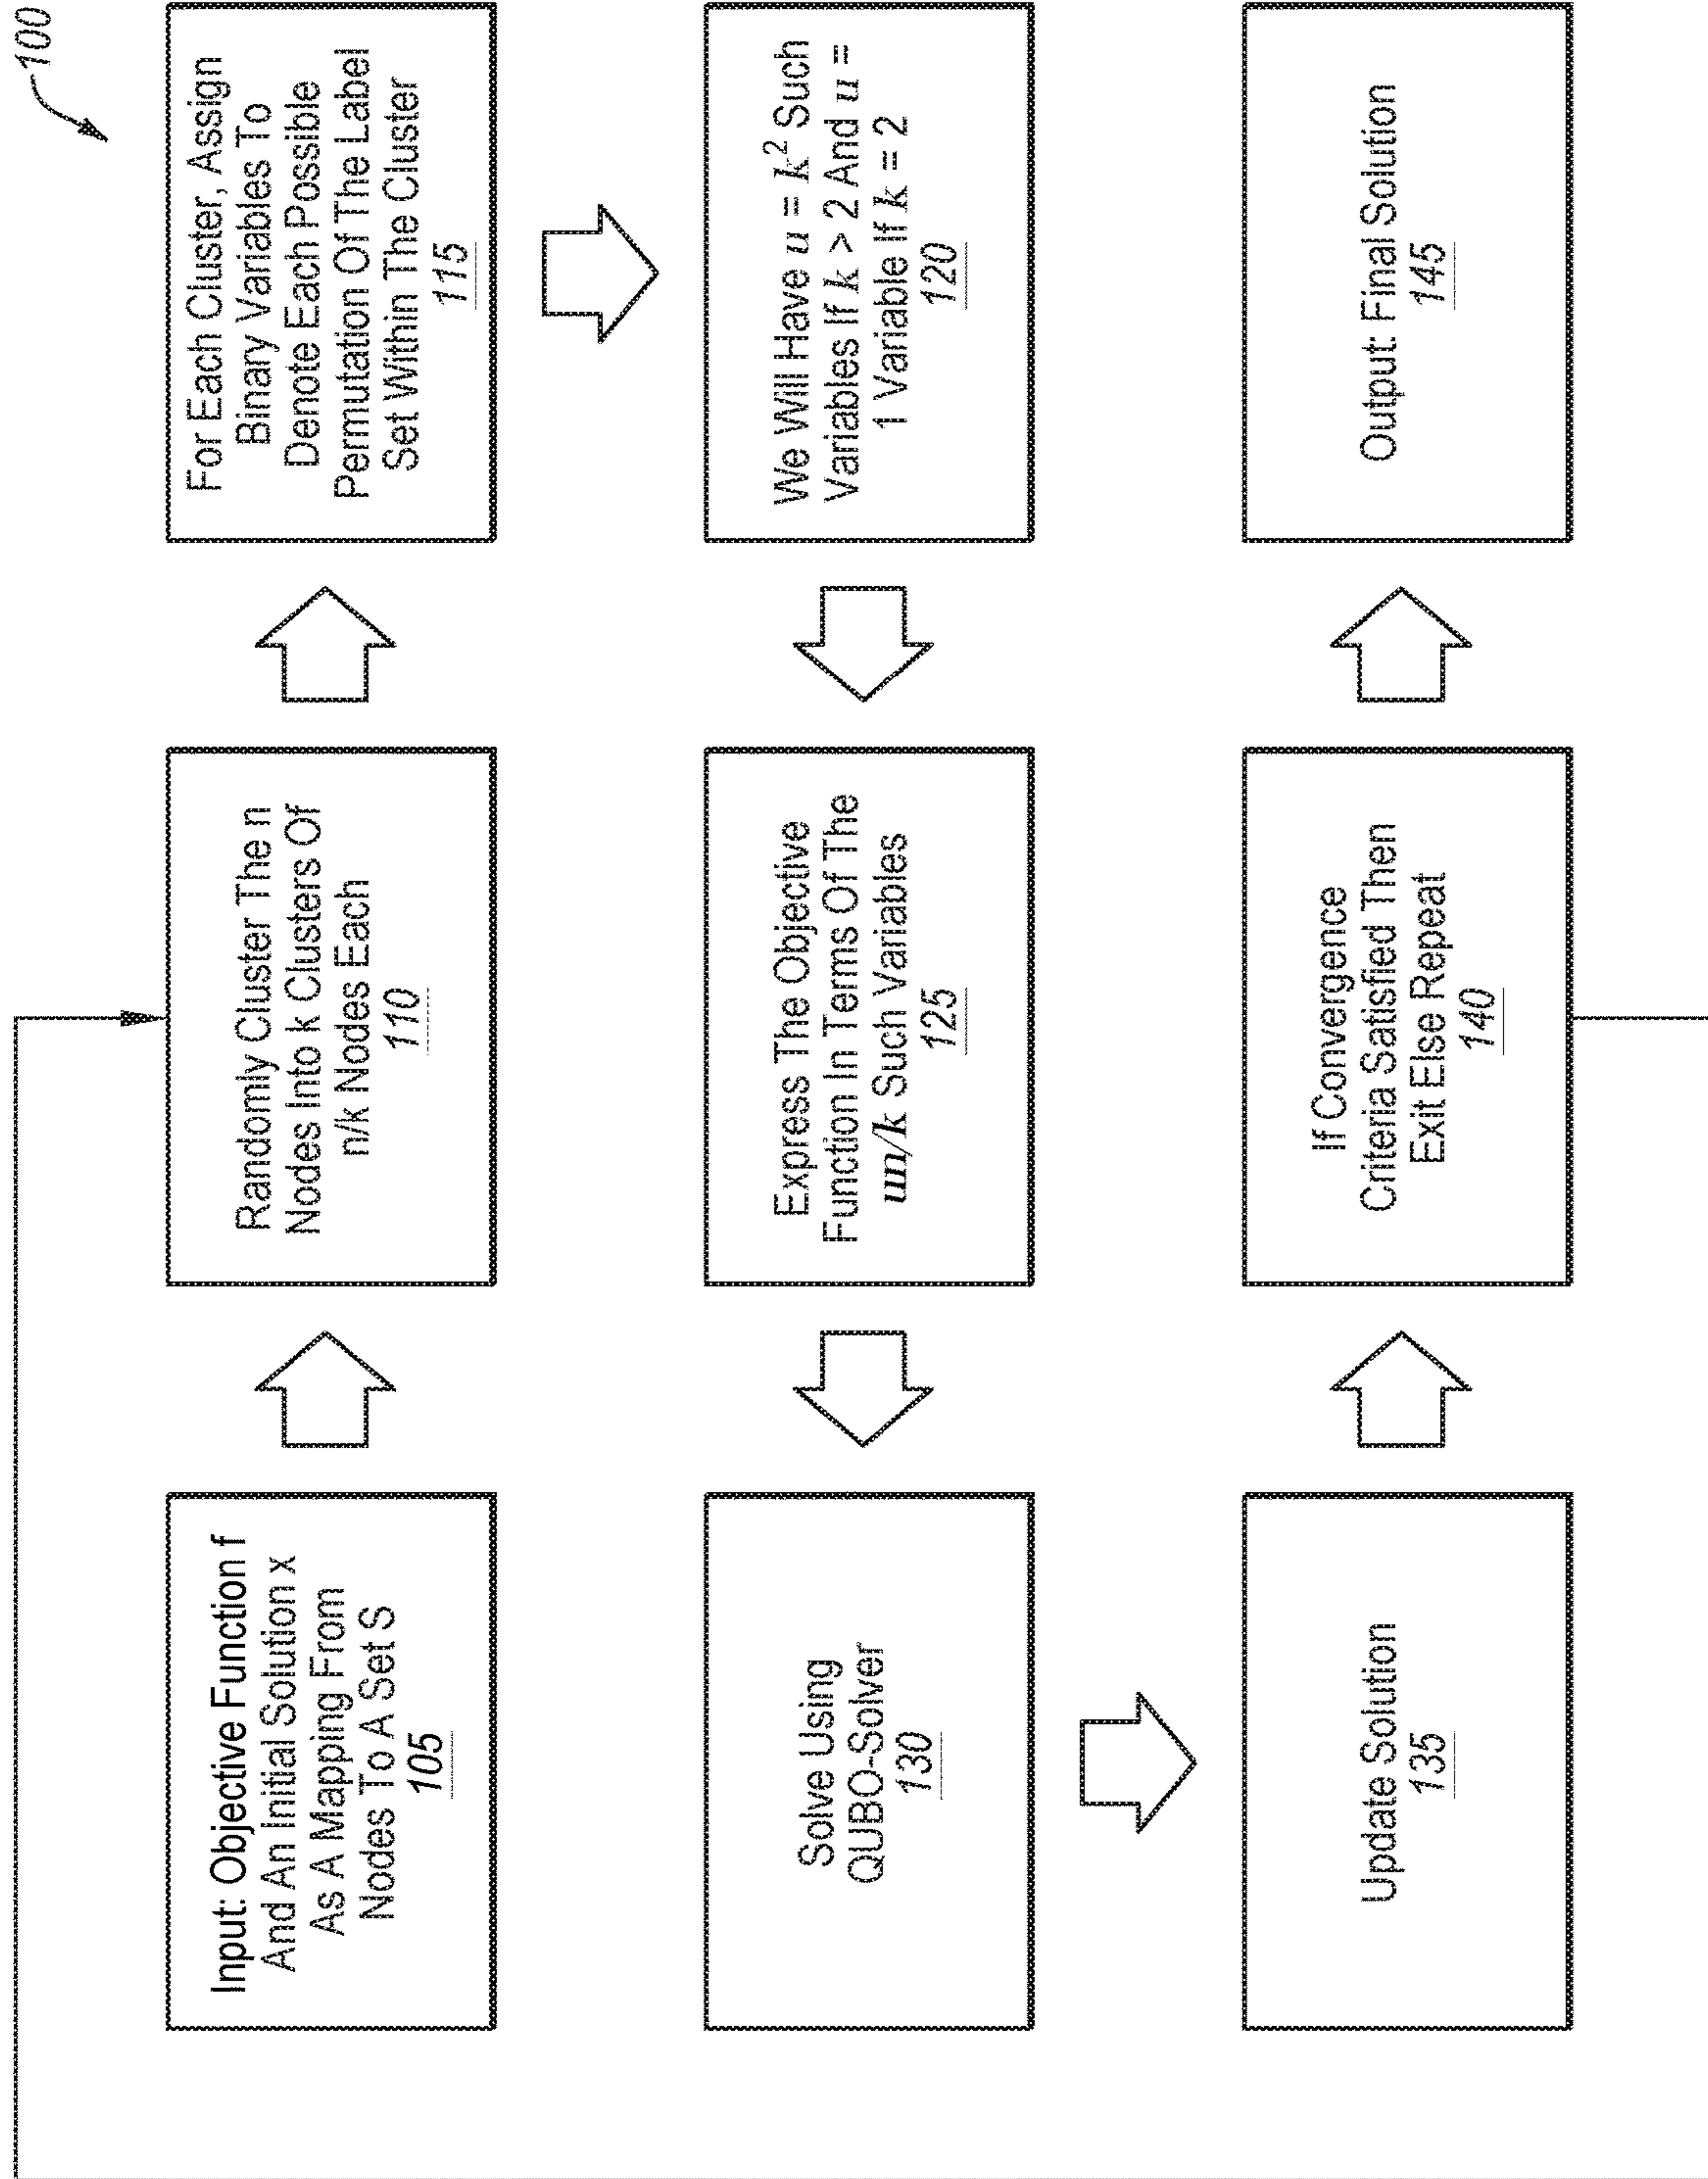 100
Input: Objective Function f
And An Initial Solution x
As A Mapping From
Nodes To A Set S
105
Randomly Cluster The n
Nodes Into k Clusters Of
n/k Nodes Each
110
For Each Cluster, Assign
Binary Variables To
Denote Each Possible
Permutation Of The Label
Set Within The Cluster
115
We Will Have u = k² Such
Variables If k > 2 And u =
1 Variable If k = 2
120
Express The Objective
Function In Terms Of The
un/k Such Variables
125
Solve Using
QUBO-Solver
130
Update Solution
135
If Convergence
Criteria Satisfied Then
Exit Else Repeat
140
Output: Final Solution
145